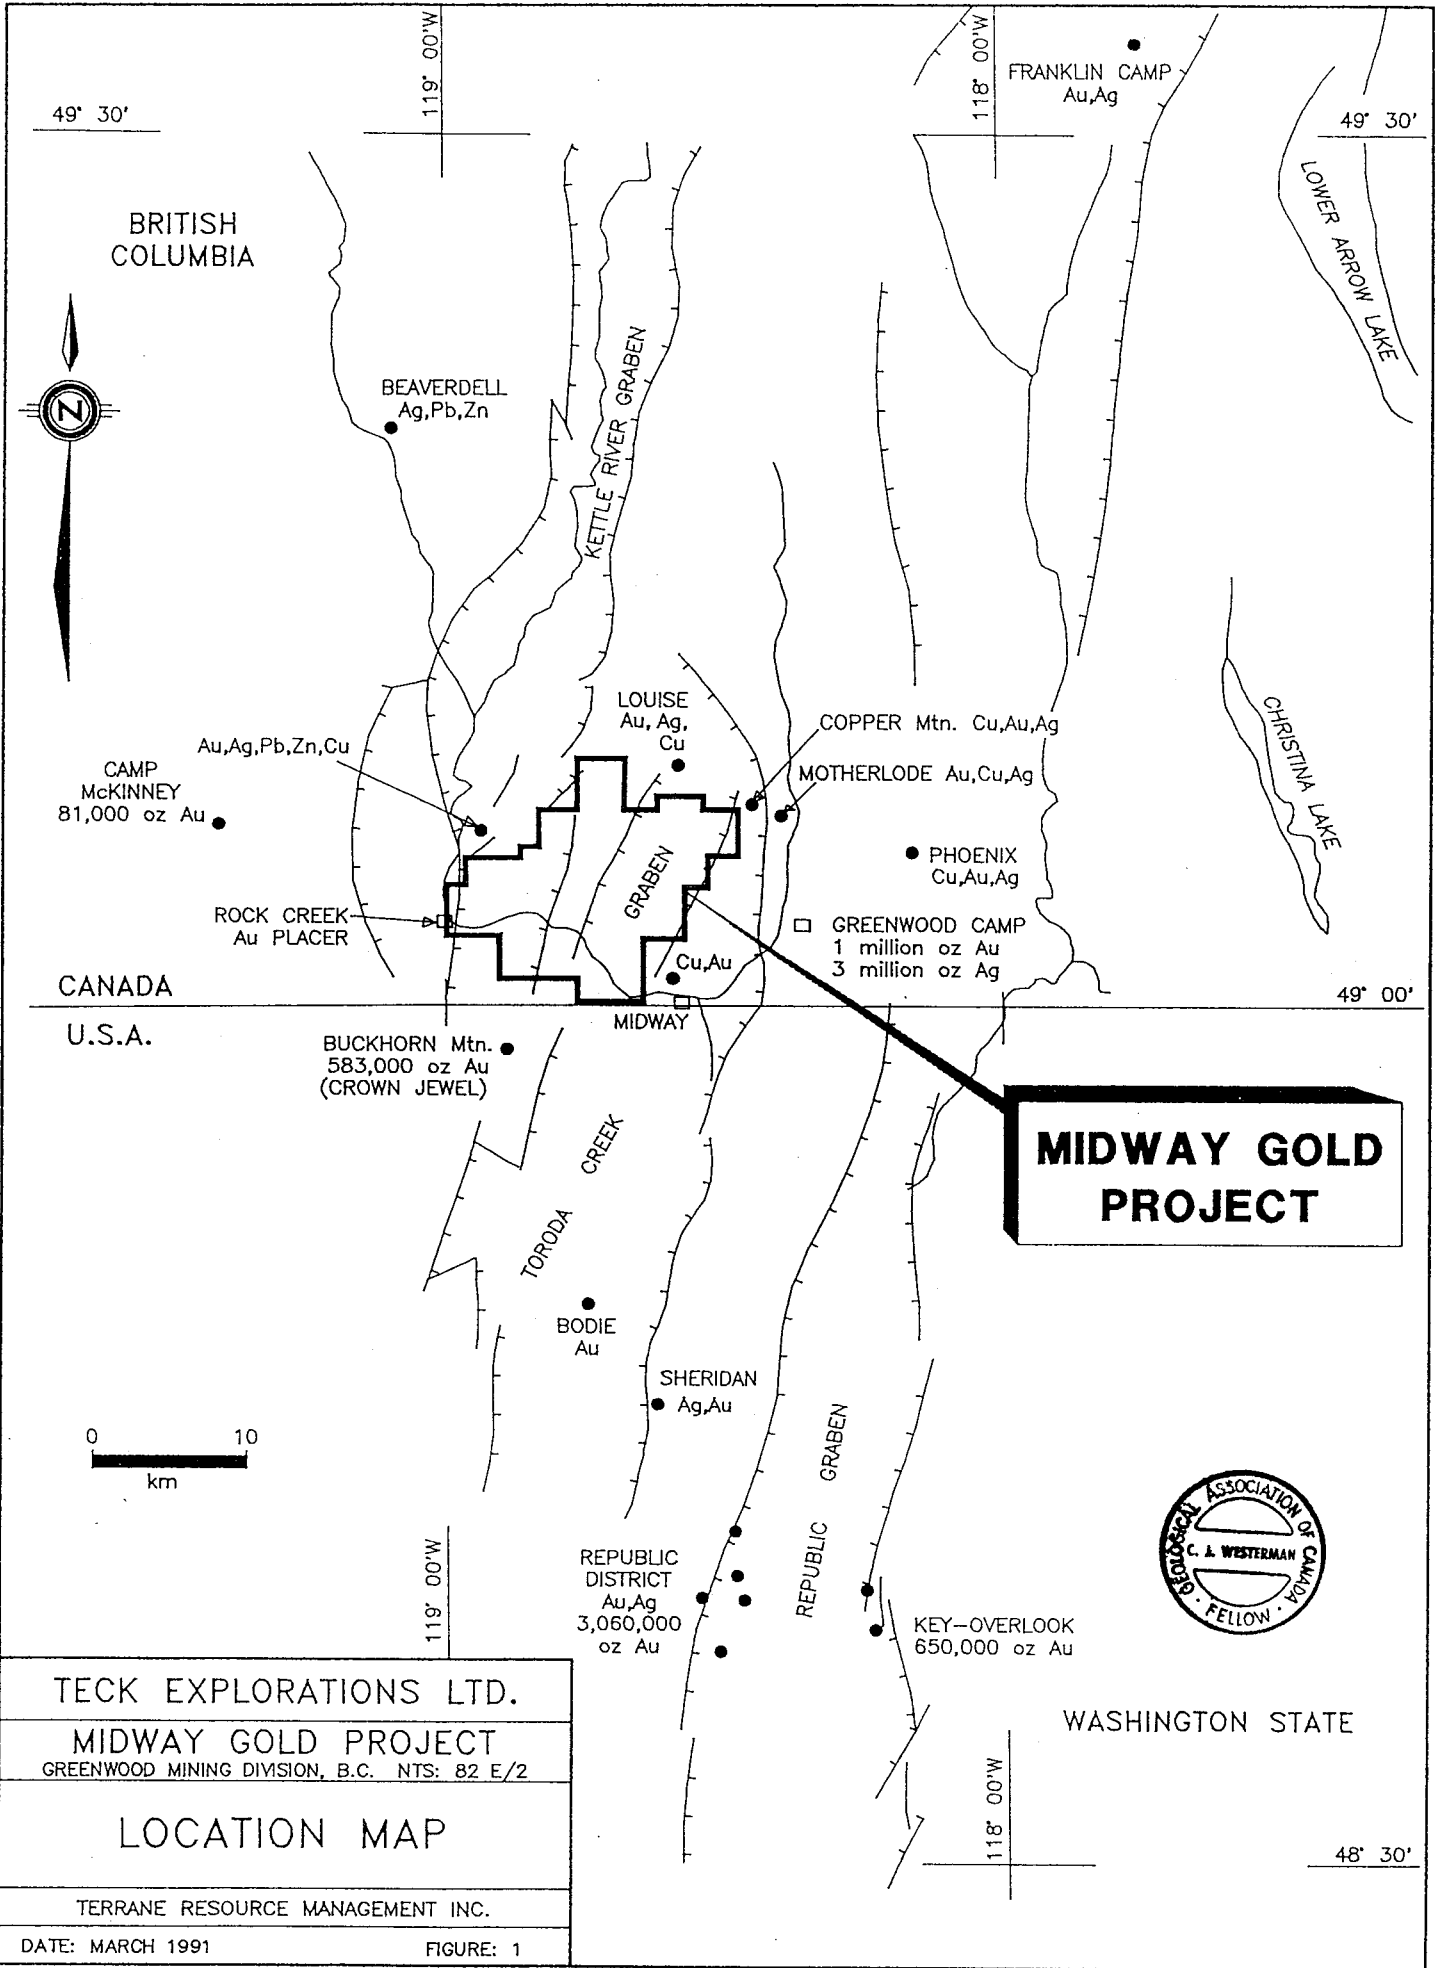 119° 00'W
118° 00'W
FRANKLIN CAMP
Au,Ag
49° 30'
49° 30'
LOWER ARROW LAKE
BRITISH
COLUMBIA
N
BEAVERDELL
Ag,Pb,Zn
KETTLE RIVER GRABEN
LOUISE
Au, Ag,
Cu
COPPER Mtn. Cu,Au,Ag
Au,Ag,Pb,Zn,Cu
MOTHERLODE Au,Cu,Ag
CHRISTINA LAKE
CAMP
McKINNEY
81,000 oz Au
PHOENIX
Cu,Au,Ag
GRABEN
ROCK CREEK
Au PLACER
GREENWOOD CAMP
1 million oz Au
3 million oz Ag
Cu,Au
CANADA
49° 00'
U.S.A.
MIDWAY
BUCKHORN Mtn.
583,000 oz Au
(CROWN JEWEL)
MIDWAY GOLD
PROJECT
TORODA CREEK
BODIE
Au
SHERIDAN
Ag,Au
0 10
km
REPUBLIC GRABEN
GEOLOGICAL ASSOCIATION OF CANADA
C. A. WESTERMAN
FELLOW
119° 00'W
REPUBLIC
DISTRICT
Au,Ag
3,060,000
oz Au
KEY-OVERLOOK
650,000 oz Au
WASHINGTON STATE
118° 00'W
48° 30'
TECK EXPLORATIONS LTD.
MIDWAY GOLD PROJECT
GREENWOOD MINING DIVISION, B.C. NTS: 82 E/2
LOCATION MAP
TERRANE RESOURCE MANAGEMENT INC.
DATE: MARCH 1991 FIGURE: 1